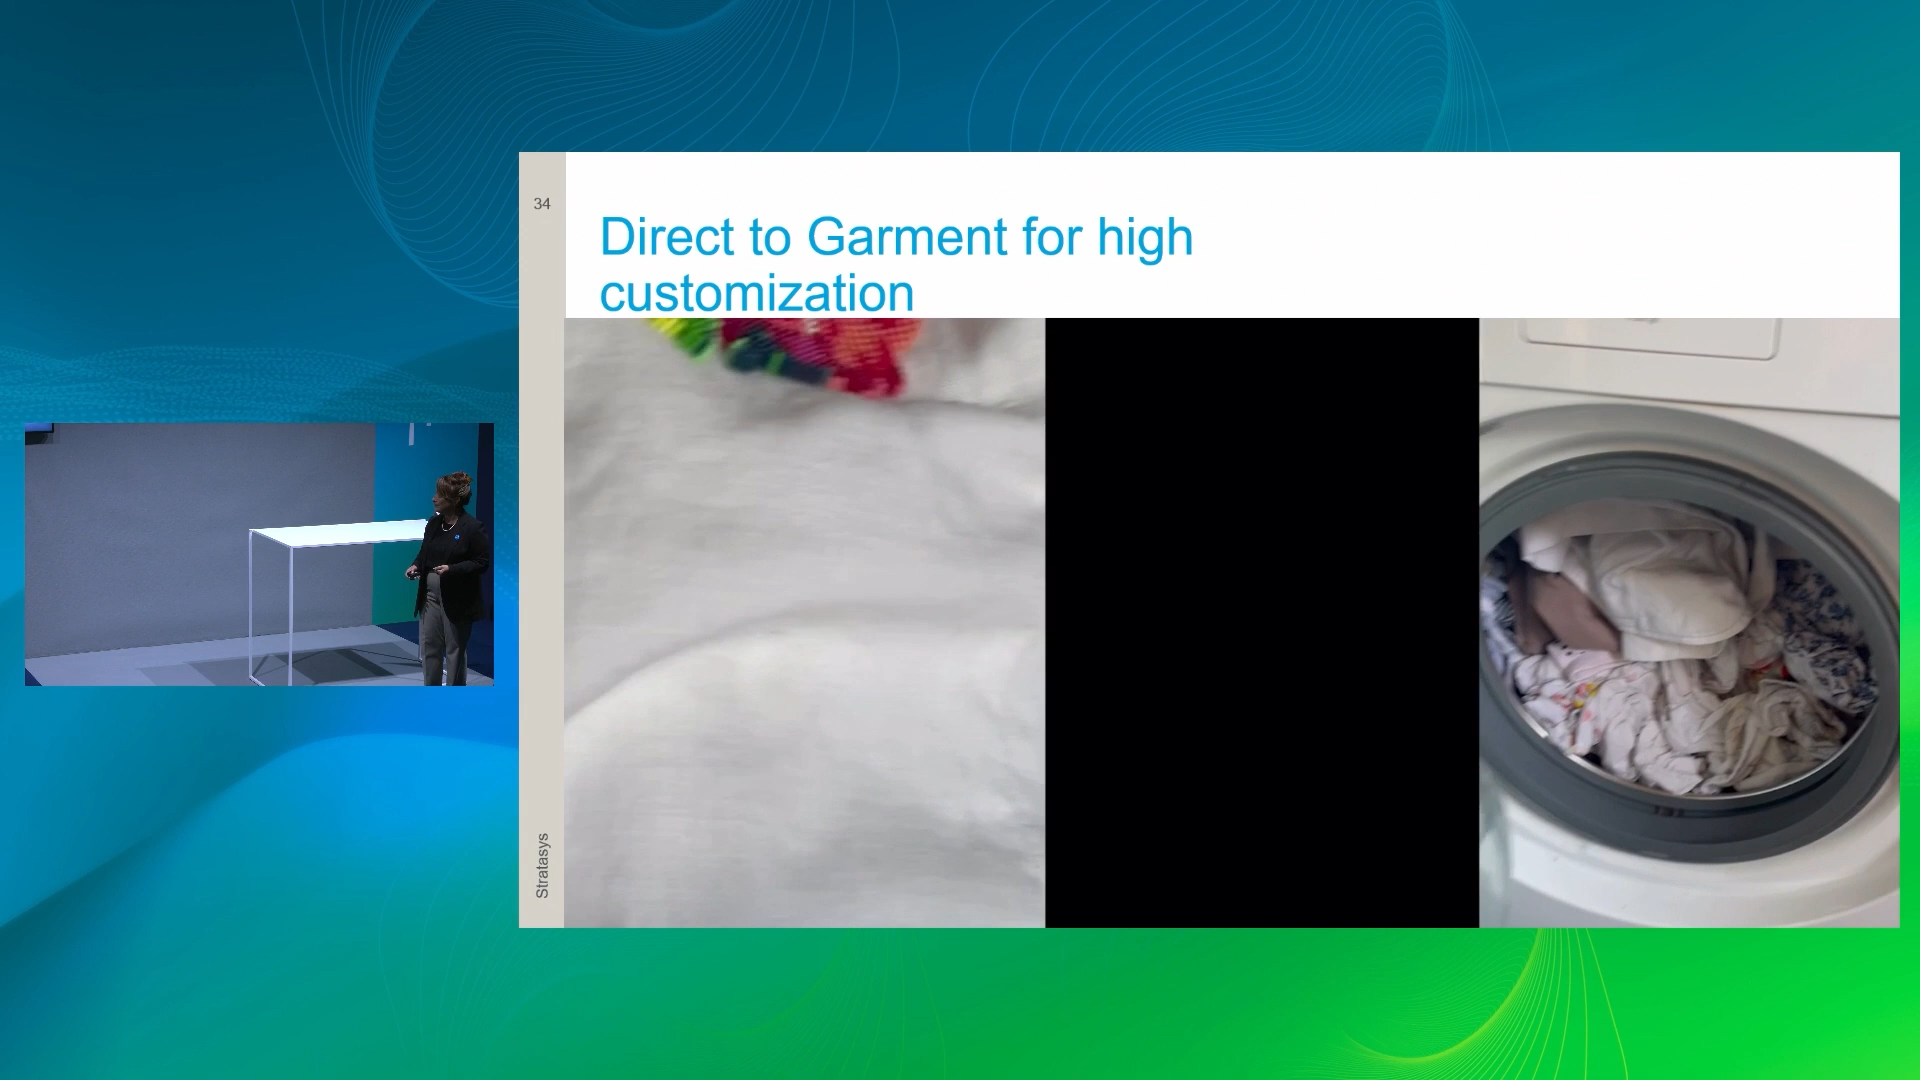 34
Direct to Garment for high
customization
Stratasys